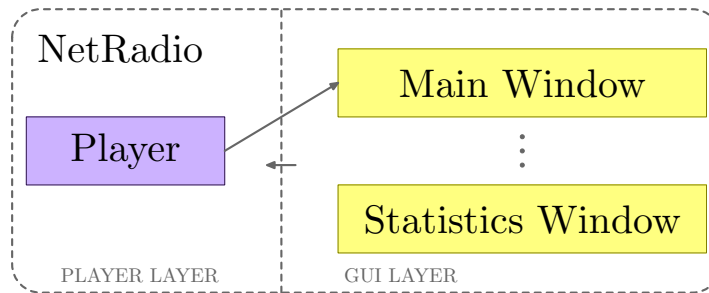 NetRadio
Main Window
Player
Statistics Window
PLAYER LAYER
GUI LAYER